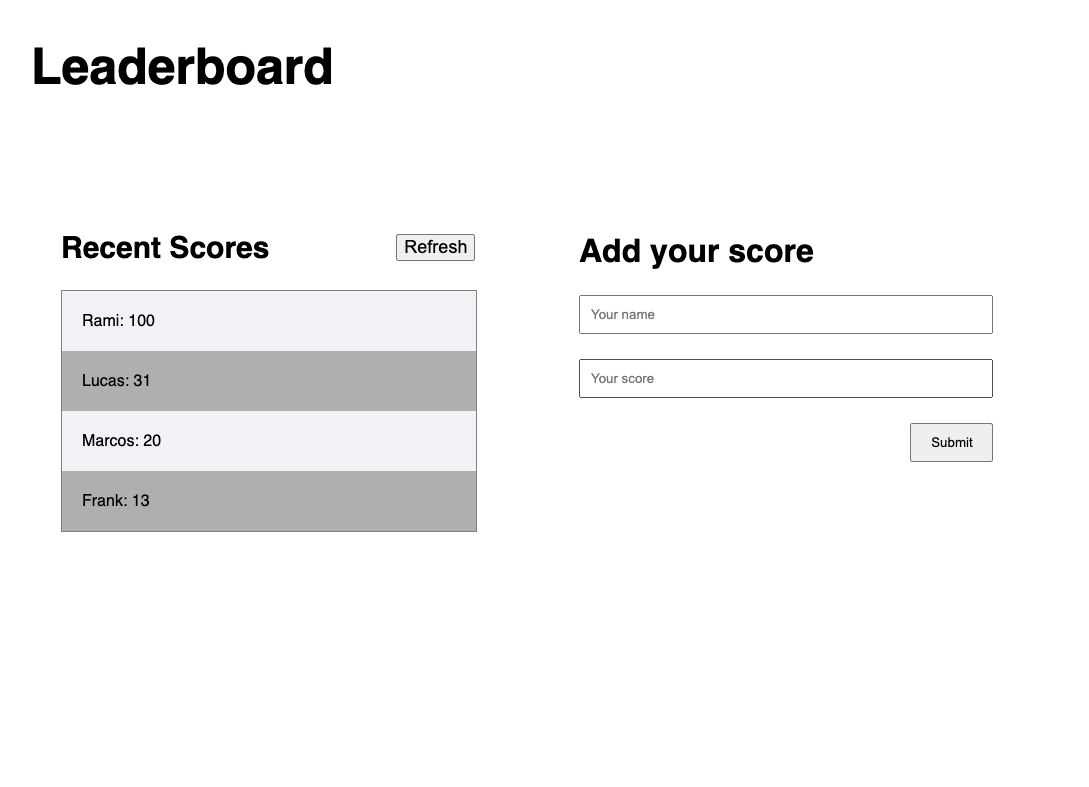 Leaderboard
Recent Scores
Refresh
Rami: 100
Lucas: 31
Marcos: 20
Frank: 13
Add your score
Your name
Your score
Submit